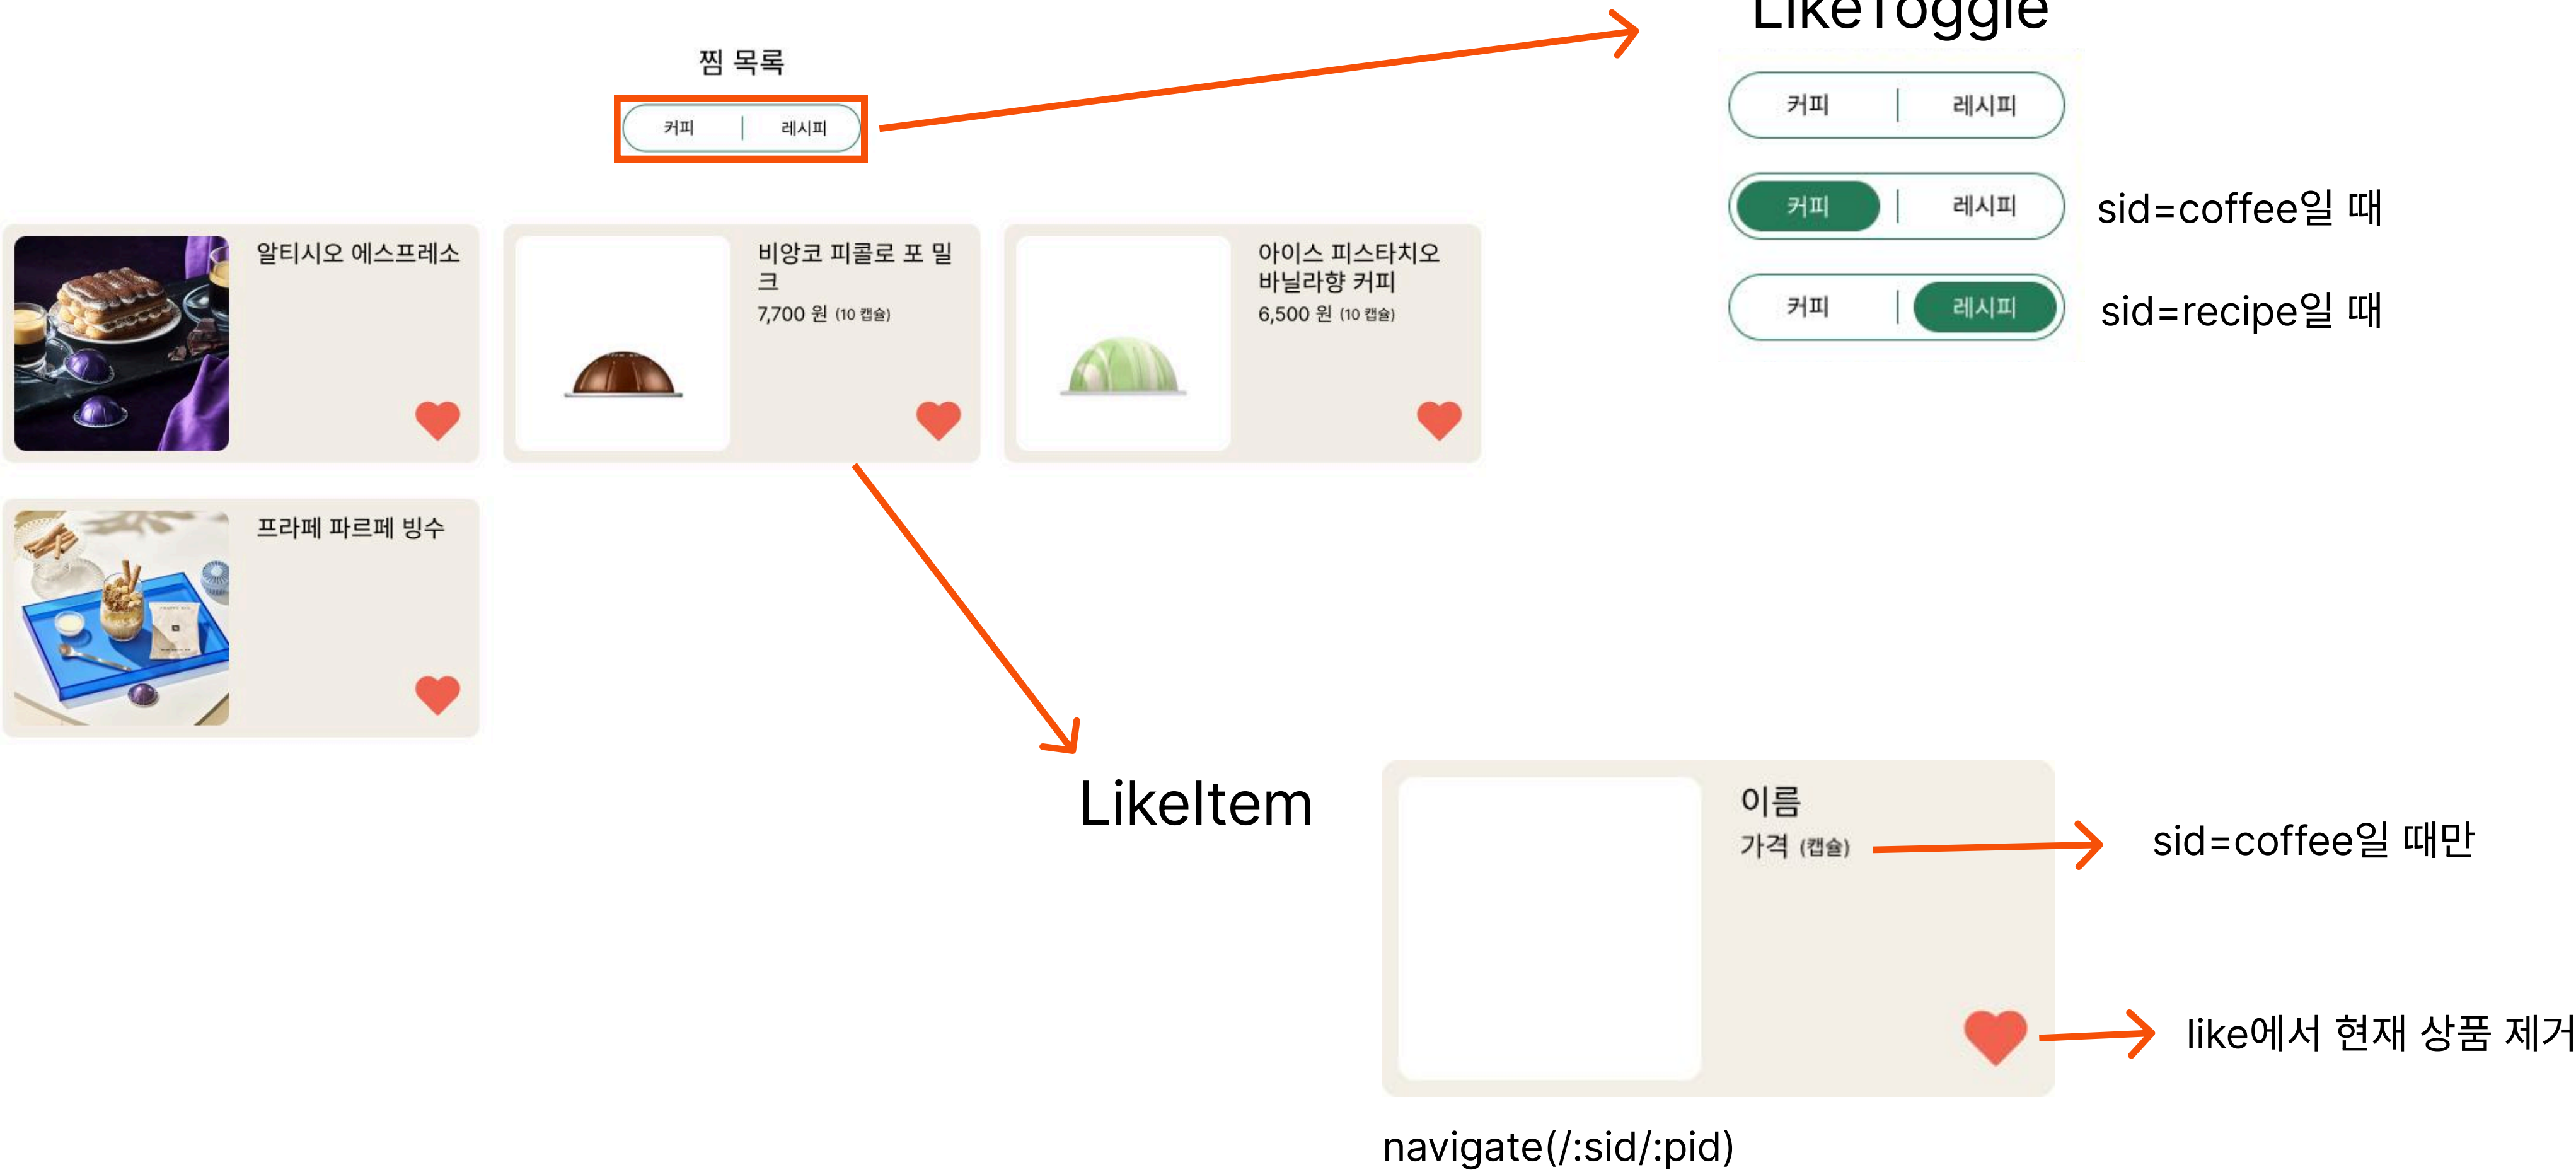 LikeToggle
찜 목록
커피 | 레시피
커피 | 레시피
커피 | 레시피
sid=coffee일 때
커피 | 레시피
sid=recipe일 때
알티시오 에스프레소
비앙코 피콜로 포 밀
크
7,700 원 (10 캡슐)
아이스 피스타치오
바닐라향 커피
6,500 원 (10 캡슐)
프라페 파르페 빙수
LikeItem
이름
가격 (캡슐)
sid=coffee일 때만
like에서 현재 상품 제거
navigate(/:sid/:pid)